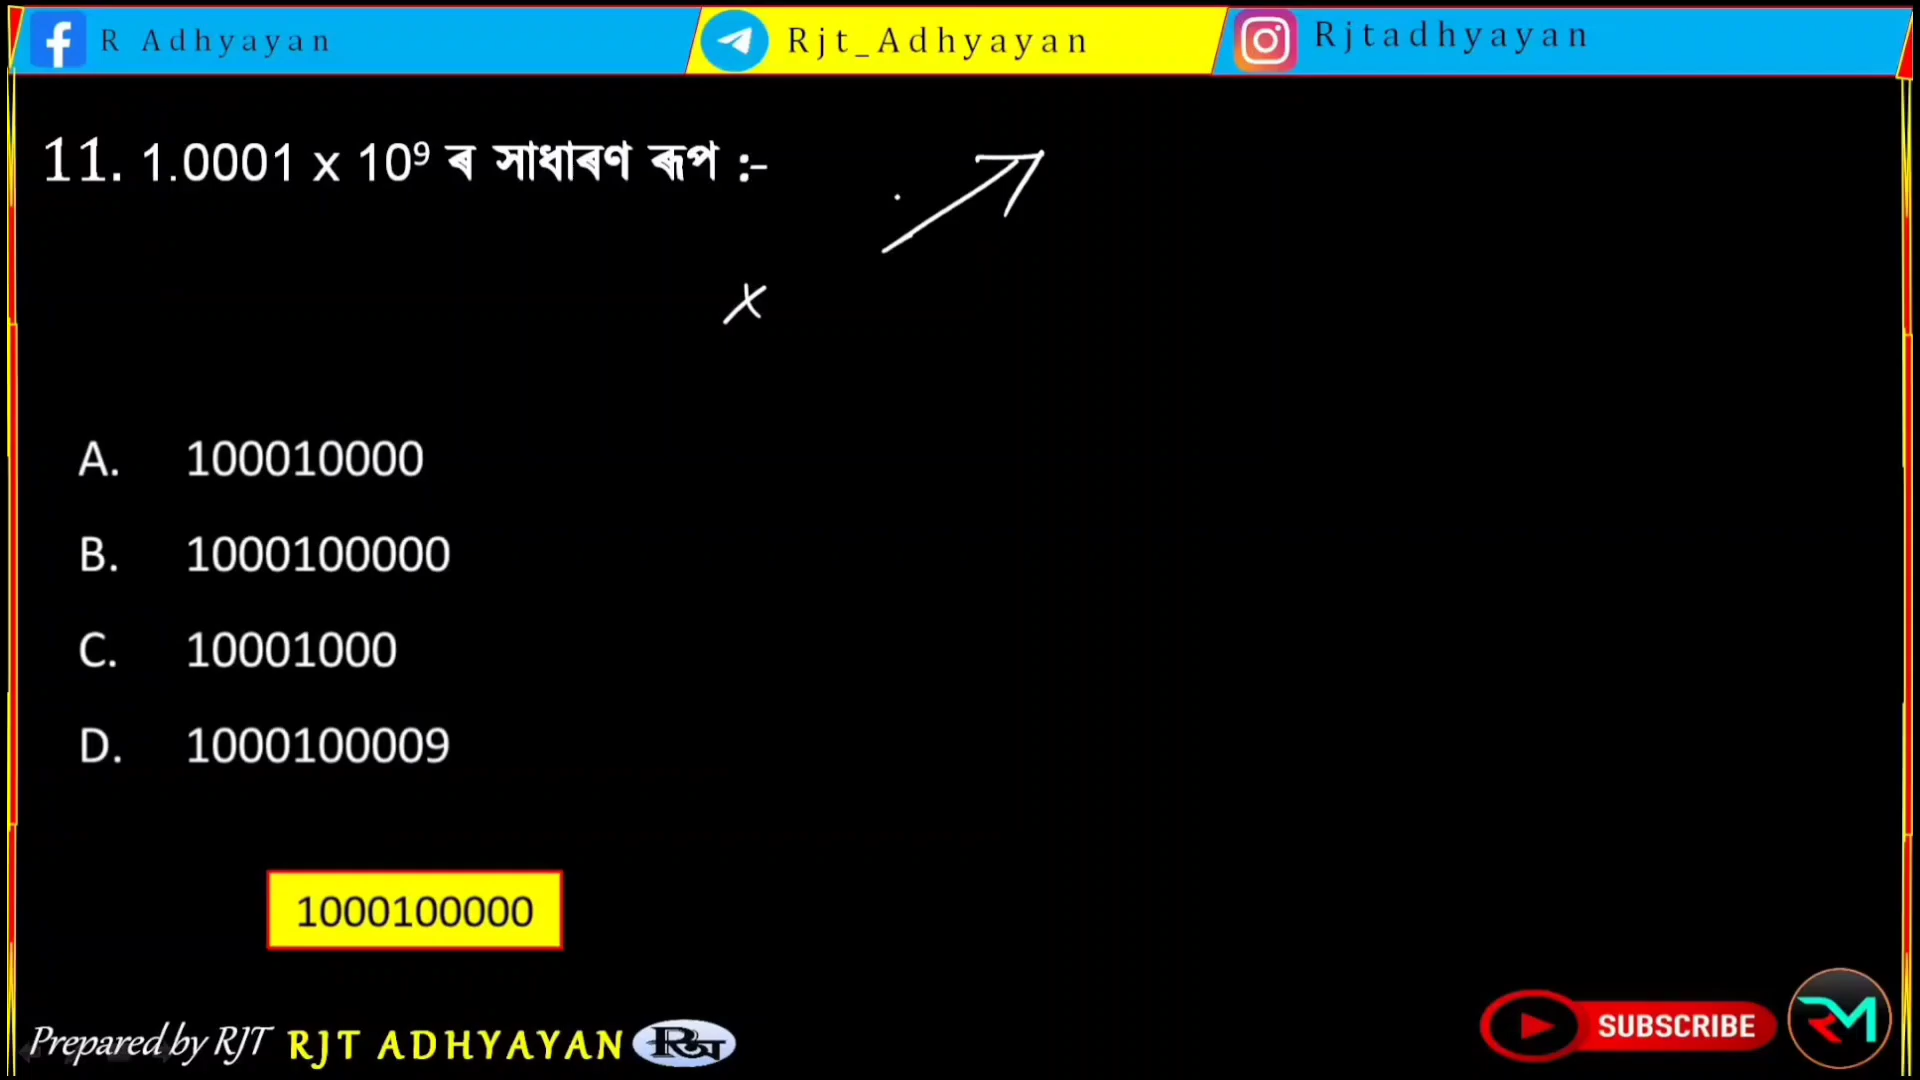 R Adhyayan
Rjt_Adhyayan
Rjtadhyayan
11. 1.0001 x 10⁹ ৰ সাধাৰণ ৰূপ :-
x
A. 100010000
B. 1000100000
C. 10001000
D. 1000100009
1000100000
Prepared by RJT RJT ADHYAYAN
SUBSCRIBE
RM